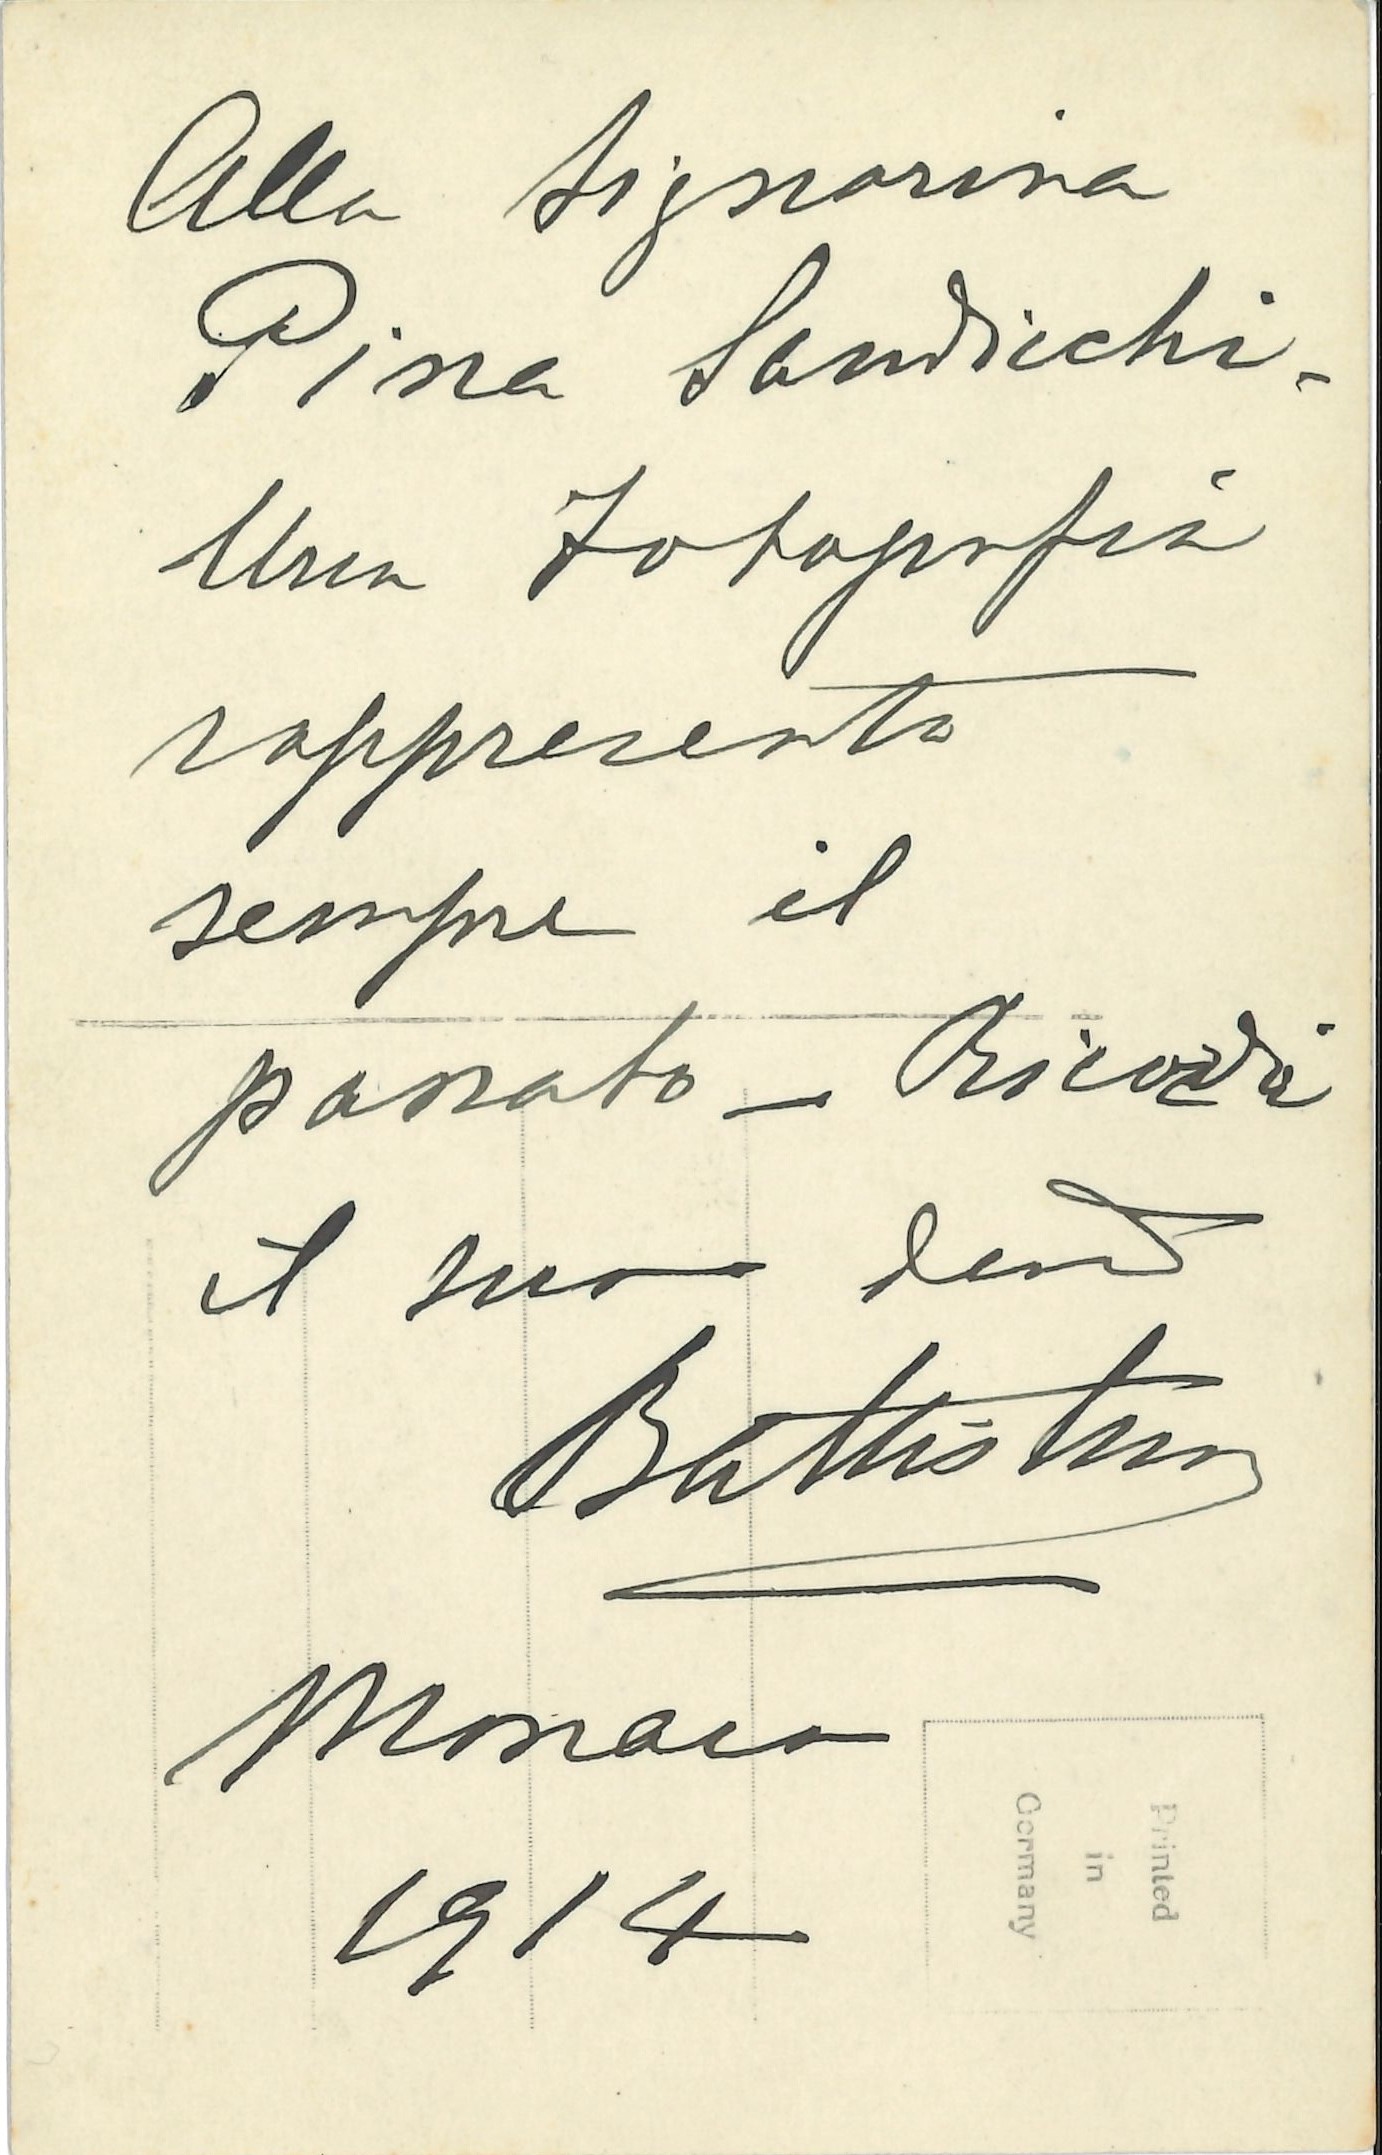 Alla Signorina
Pina Sandicchi -
Una Fotografia
rappresenta
sempre il
passato - Ricordi
il suo
Battistini
Monaco
1914
Printed
in
Germany